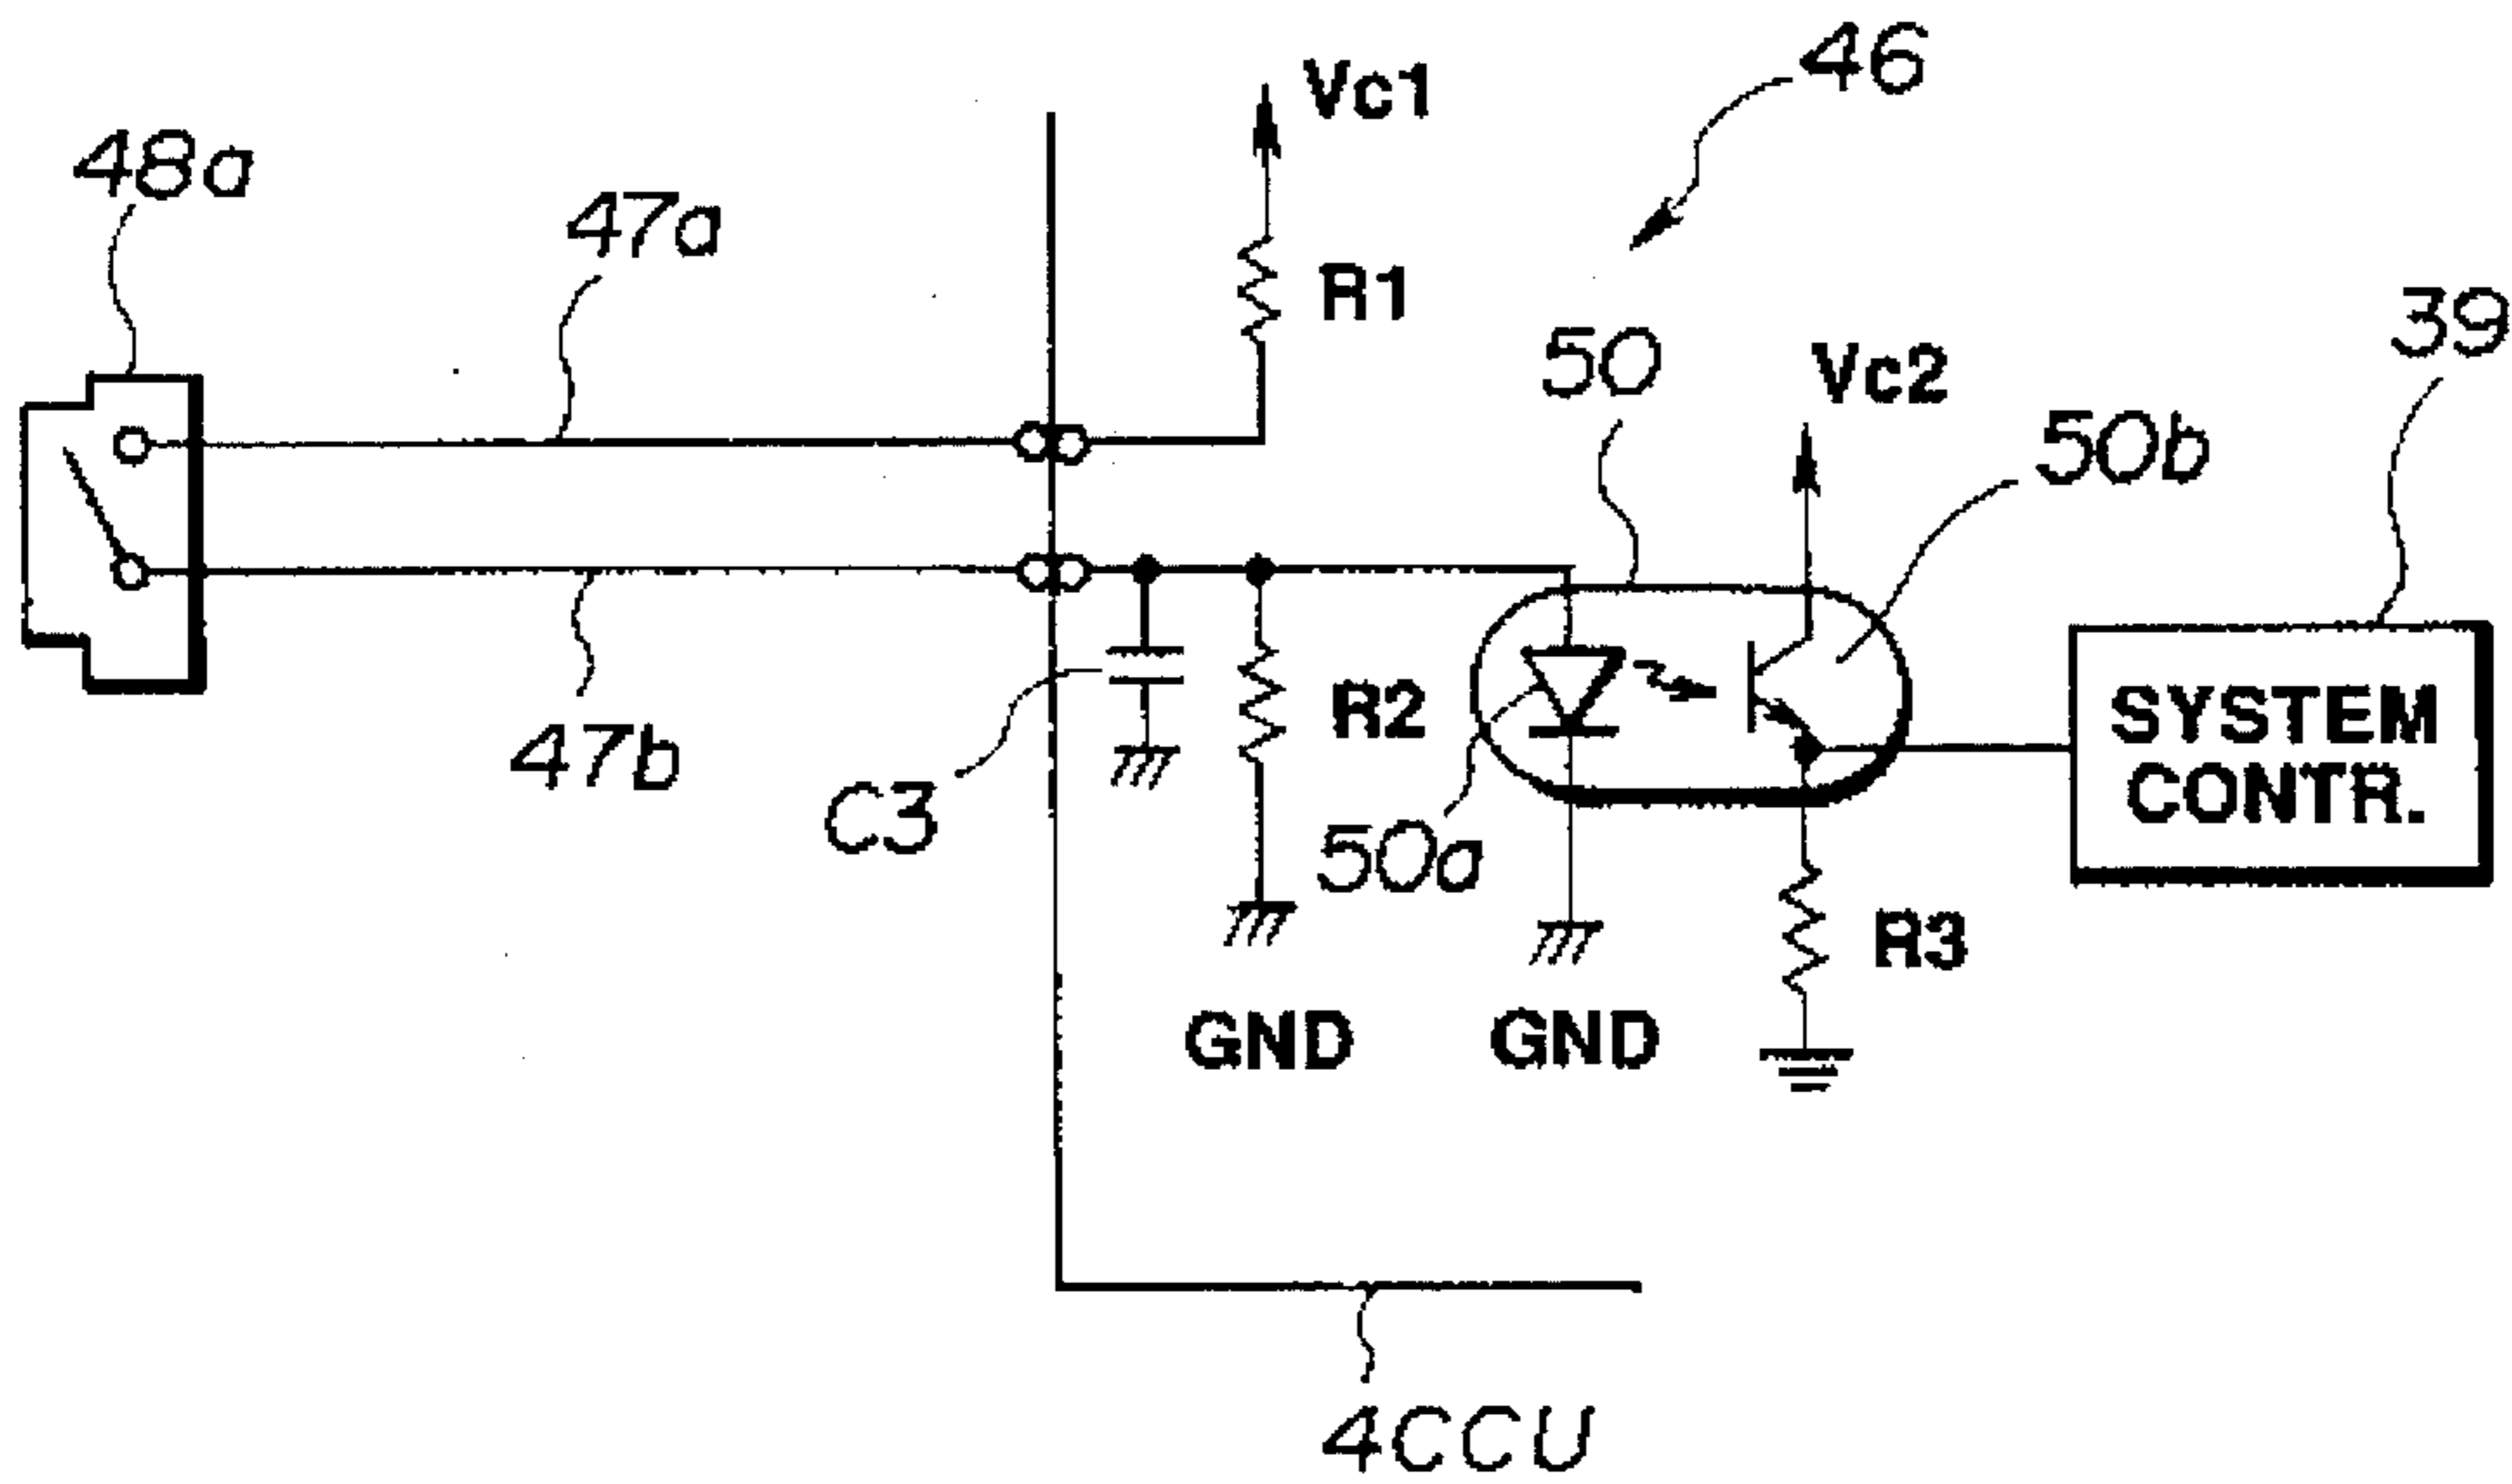 46
Vc1
48a
47a
R1
39
50
Vc2
50b
R2
SYSTEM
CONTR.
47b
C3
50a
R3
GND
GND
4CCU